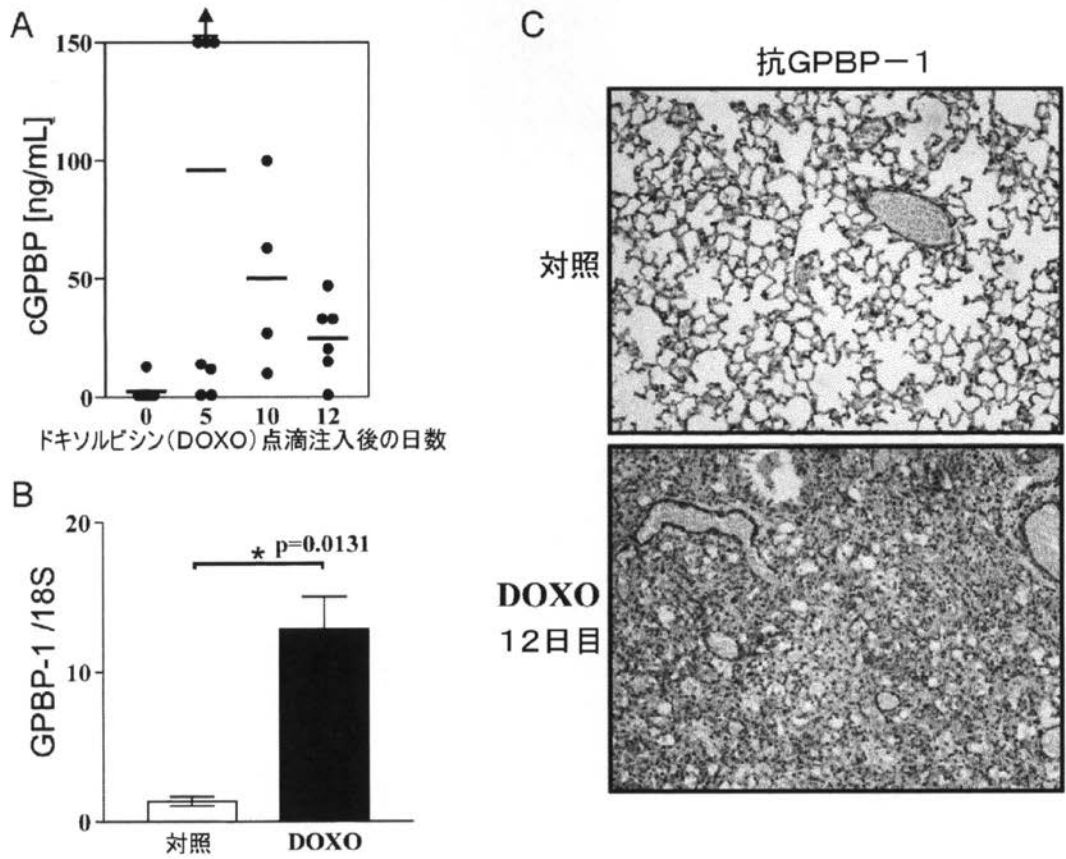 A
cGPBP [ng/mL]
150
100
50
0
0 5 10 12
ドキソルビシン(DOXO)点滴注入後の日数
B
GPBP-1 /18S
20
10
0
* p=0.0131
対照 DOXO
C
抗GPBP-1
対照
DOXO
12日目